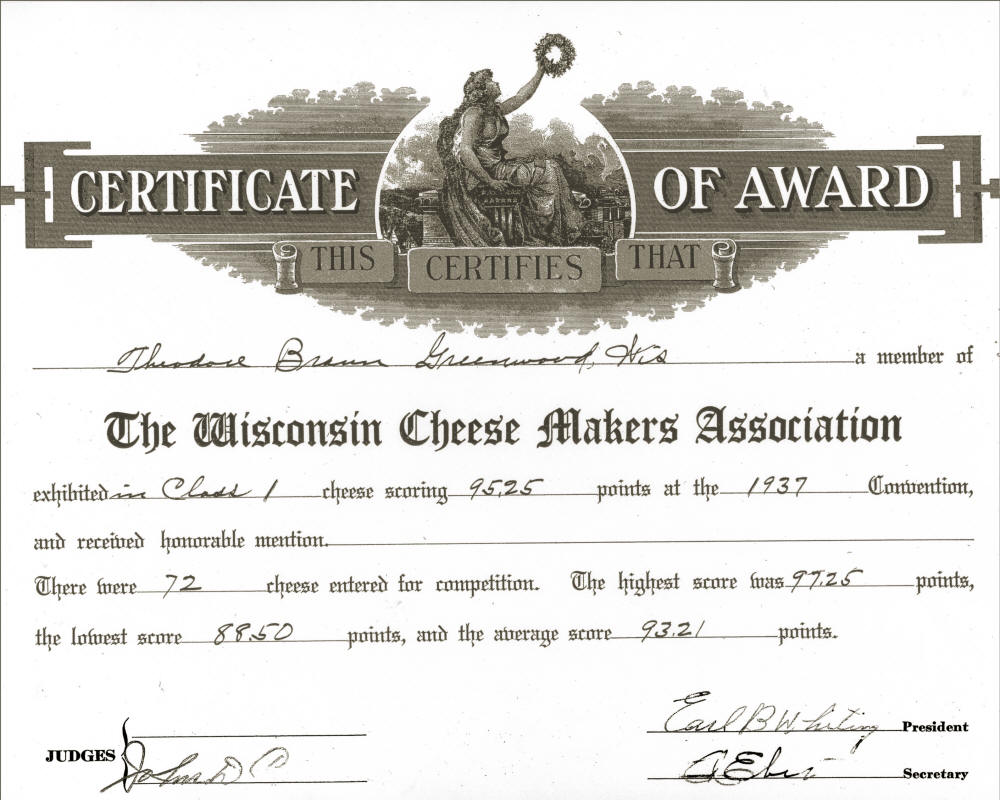 CERTIFICATE OF AWARD
THIS CERTIFIES THAT
Theodore Braun Greenwood, Wis a member of
The Wisconsin Cheese Makers Association
exhibited in Class 1 cheese scoring 95.25 points at the 1937 Convention,
and received honorable mention.
There were 72 cheese entered for competition. The highest score was 97.25 points,
the lowest score 88.50 points, and the average score 93.21 points.
Earl B Whiting President
JUDGES
Secretary